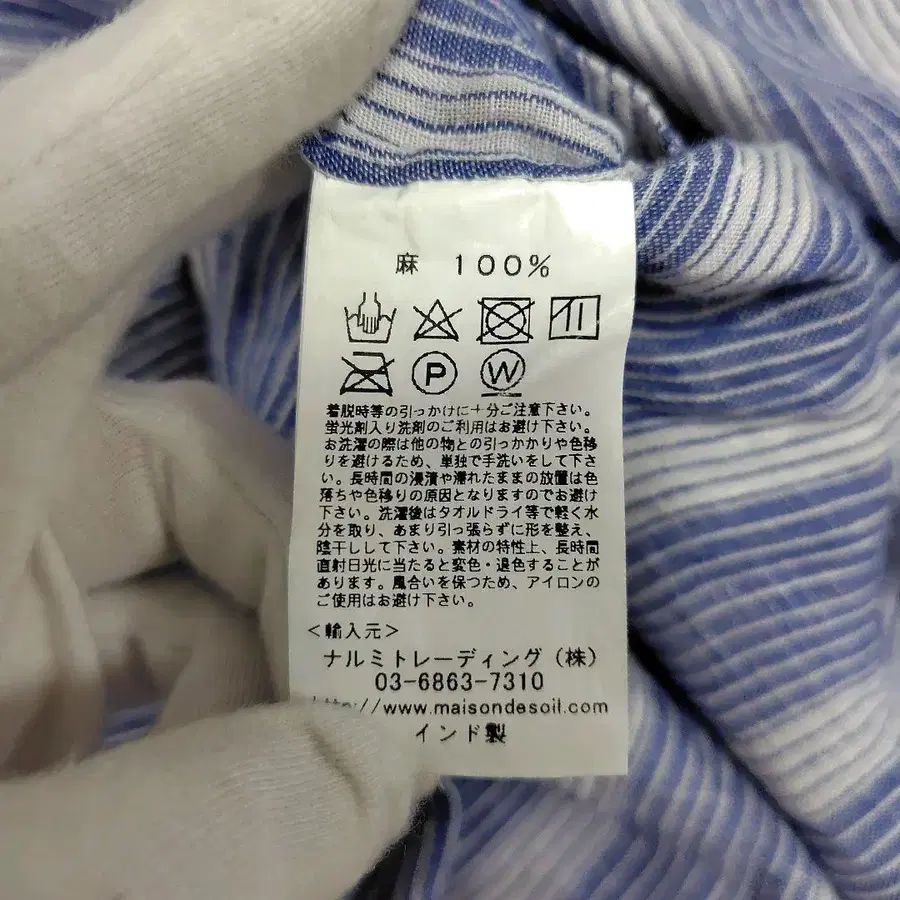 麻 100%
P W
着脱時等の引っかけに十分ご注意下さい。
蛍光剤入り洗剤のご利用はお避け下さい。
お洗濯の際は他の物との引っかかりや色移
りを避けるため、単独で手洗いをして下さ
い。長時間の浸漬や濡れたままの放置は色
落ちや色移りの原因となりますのでお避け
下さい。洗濯後はタオルドライ等で軽く水
分を取り、あまり引っ張らずに形を整え、
陰干しして下さい。素材の特性上、長時間
直射日光に当たると変色・退色することが
あります。風合いを保つため、アイロンの
ご使用はお避け下さい。
<輸入元>
ナルミトレーディング(株)
03-6863-7310
http://www.maisondesoil.com
インド製